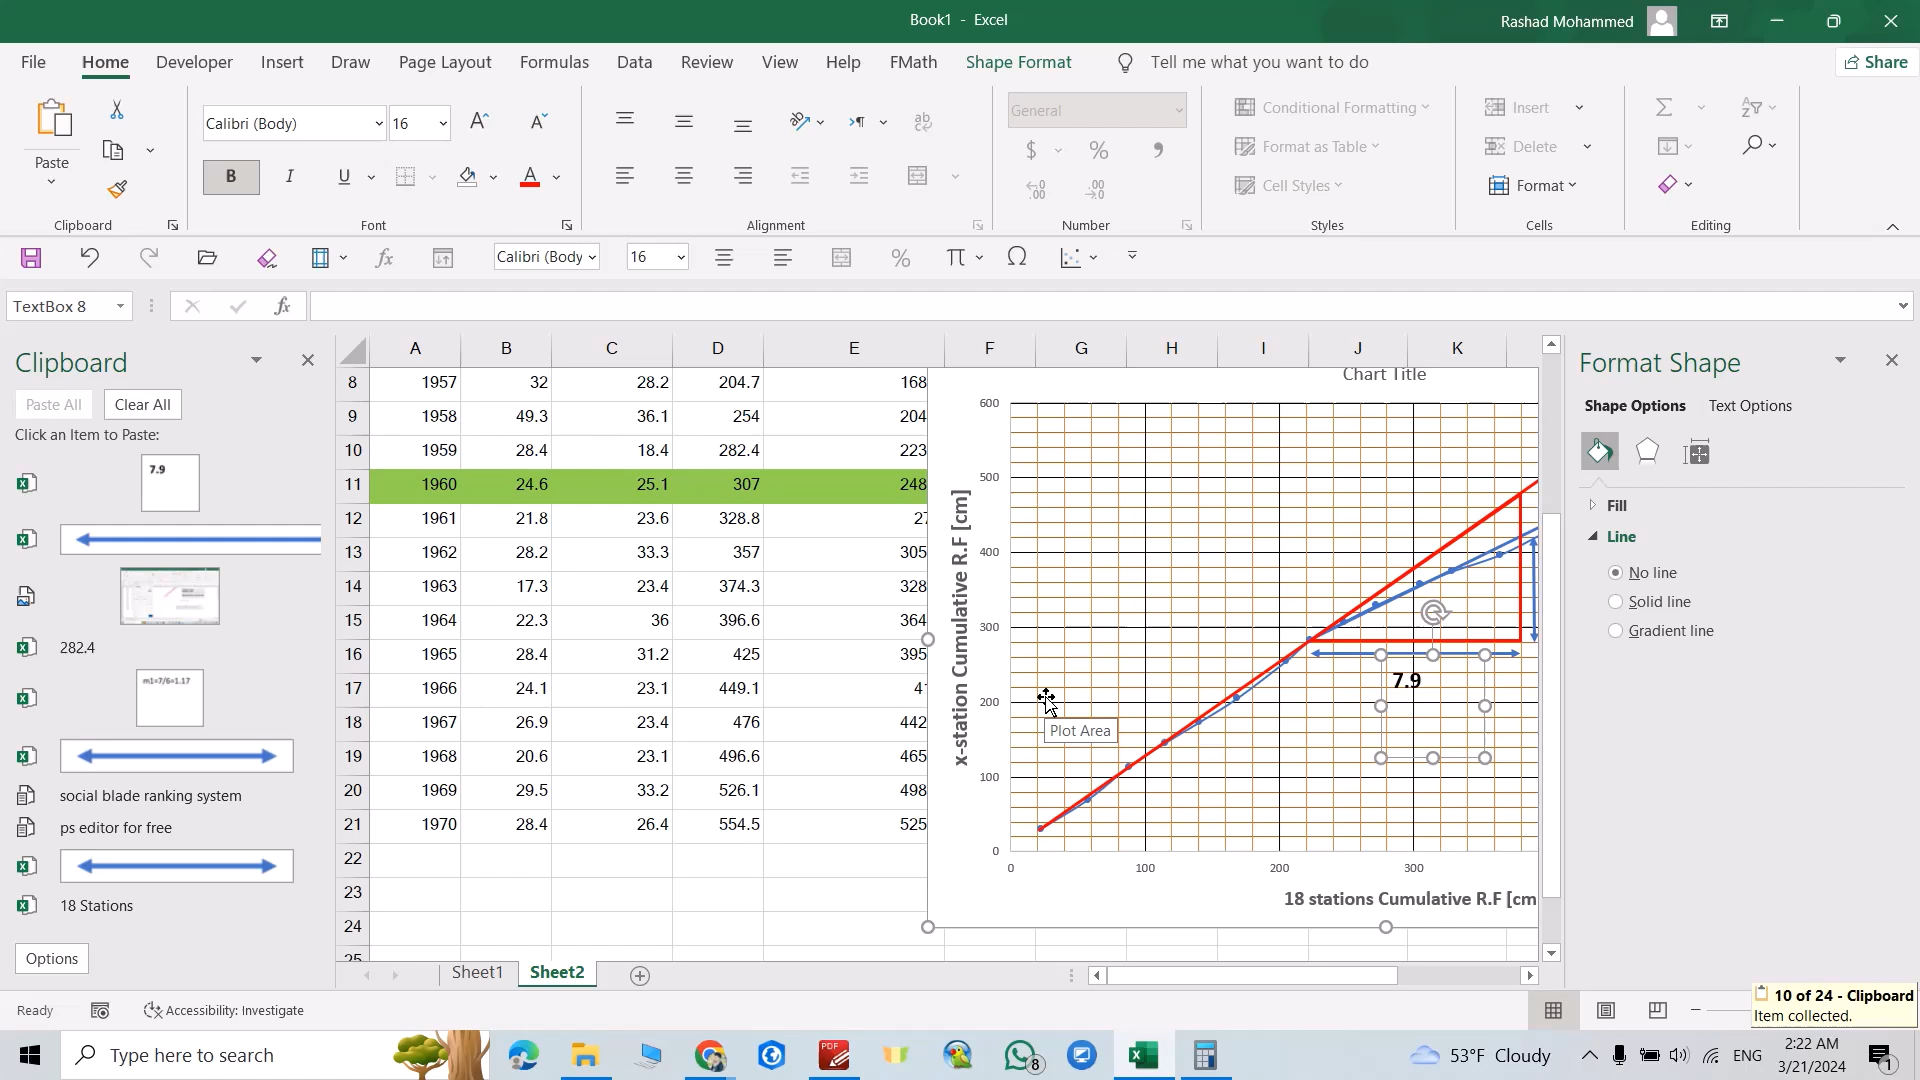 Book1 - Excel
Rashad Mohammed
File Home Developer Insert Draw Page Layout Formulas Data Review View Help FMath Shape Format Tell me what you want to do Share
Paste
Clipboard
Calibri (Body) 16
Font
Alignment
General
Number
Conditional Formatting
Format as Table
Cell Styles
Styles
Insert
Delete
Format
Cells
Editing
Calibri (Body 16
TextBox 8
Clipboard
Paste All Clear All
Click an Item to Paste:
7.9
282.4
m1=7/6=1.17
social blade ranking system
ps editor for free
18 Stations
Options
A B C D E F G H I J K
8 1957 32 28.2 204.7 168
9 1958 49.3 36.1 254 204
10 1959 28.4 18.4 282.4 223
11 1960 24.6 25.1 307 248
12 1961 21.8 23.6 328.8 27
13 1962 28.2 33.3 357 305
14 1963 17.3 23.4 374.3 328
15 1964 22.3 36 396.6 364
16 1965 28.4 31.2 425 395
17 1966 24.1 23.1 449.1 41
18 1967 26.9 23.4 476 442
19 1968 20.6 23.1 496.6 465
20 1969 29.5 33.2 526.1 498
21 1970 28.4 26.4 554.5 525
22
23
24
25
Chart Title
600
500
400
300
200
100
0
x-station Cumulative R.F [cm]
7.9
Plot Area
0 100 200 300
18 stations Cumulative R.F [cm
Format Shape
Shape Options Text Options
Fill
Line
No line
Solid line
Gradient line
Sheet1 Sheet2
Ready Accessibility: Investigate
10 of 24 - Clipboard
Item collected.
Type here to search
8
53°F Cloudy
ENG
2:22 AM
3/21/2024
1